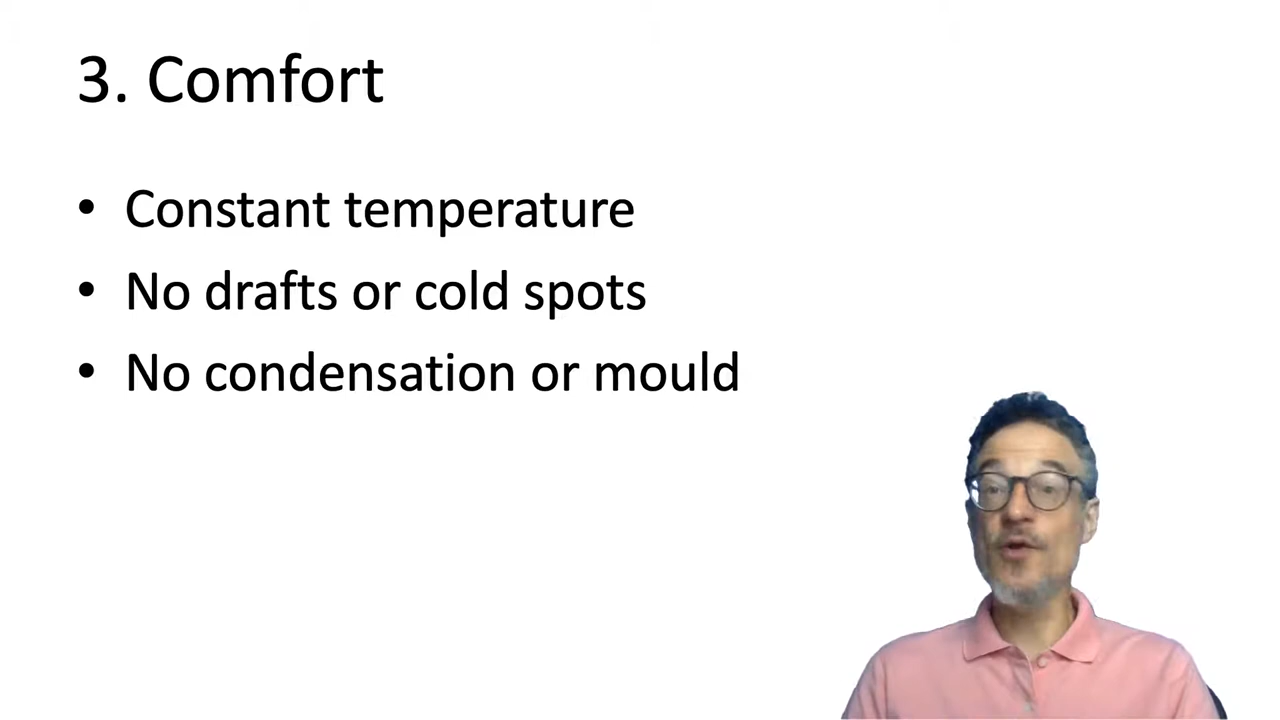 3. Comfort
• Constant temperature
• No drafts or cold spots
• No condensation or mould